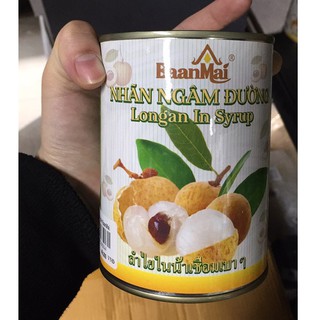 BaanMaí
NHÃN NGÂM ĐƯỜNG
Longan In Syrup
ลำไยในน้ำเชื่อมเบา ๆ